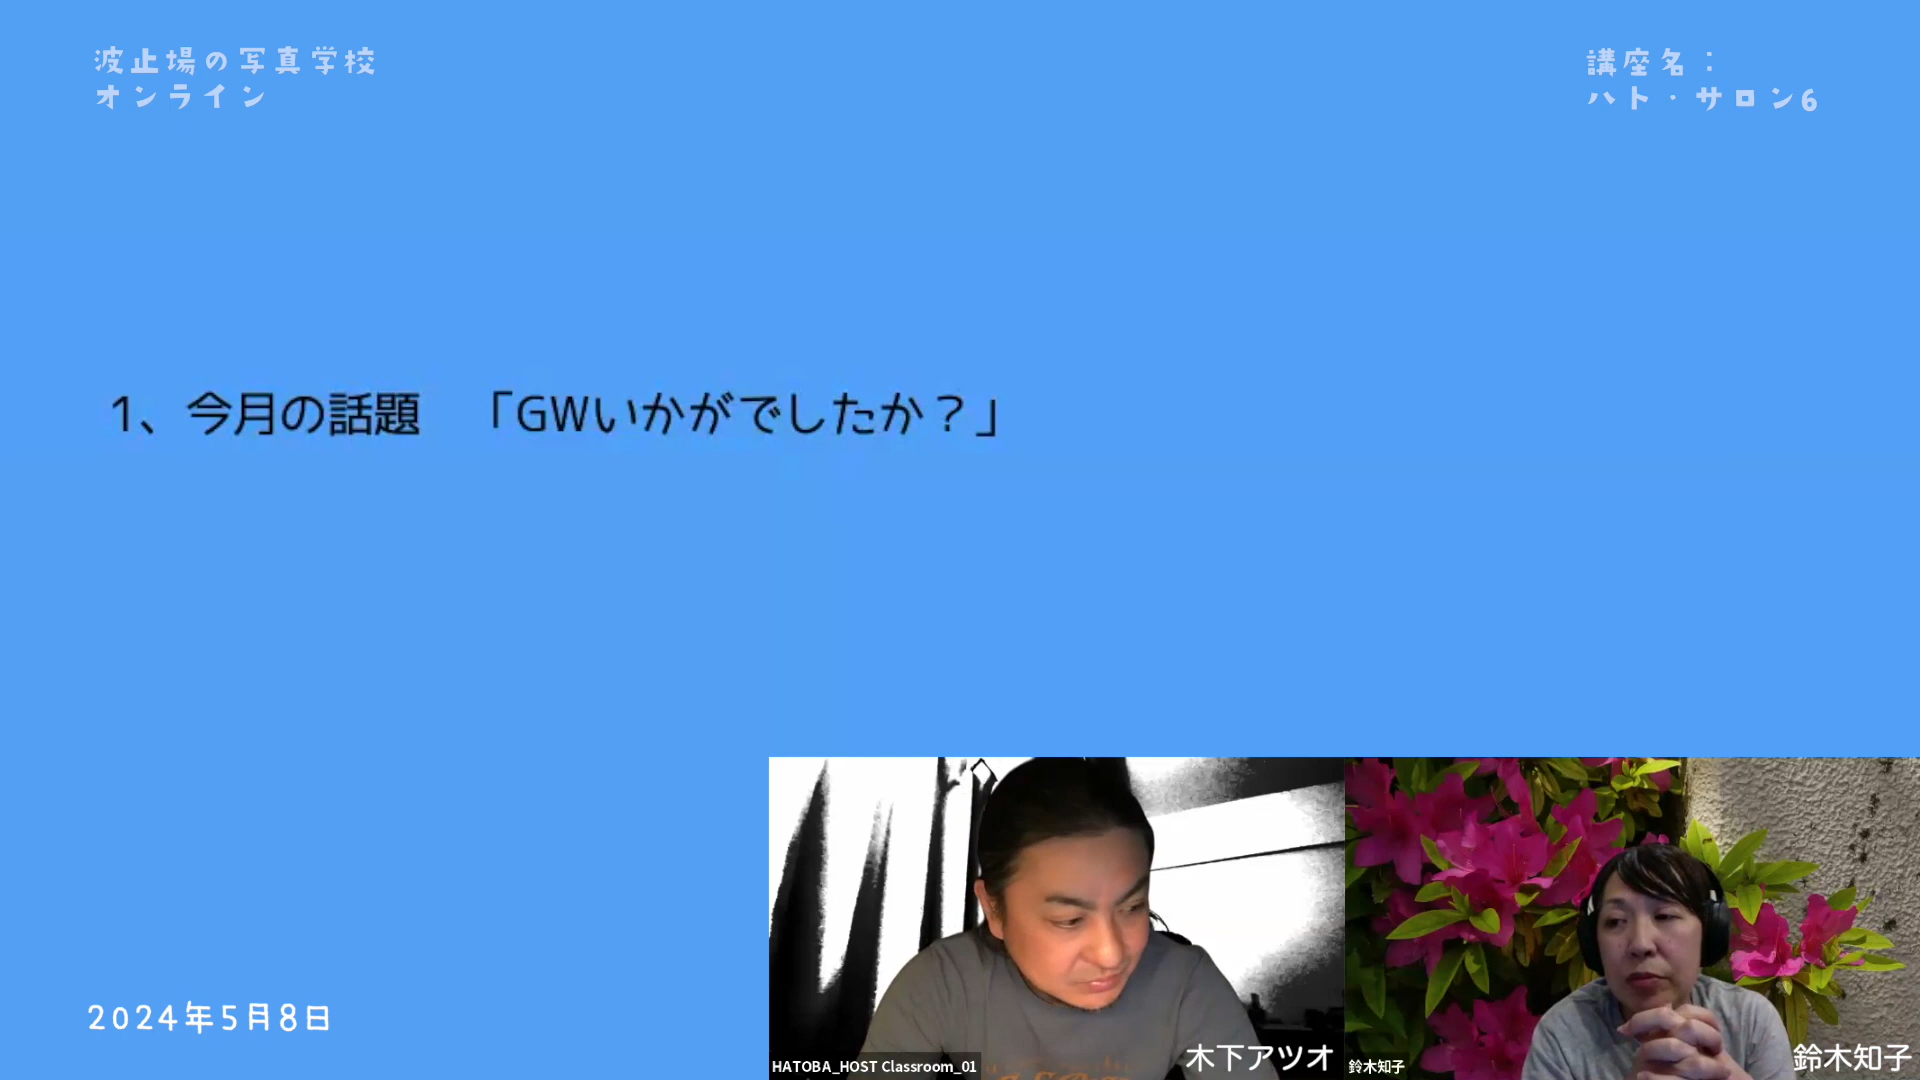 波止場の写真学校
オンライン
講座名：
ハト・サロン6
1、今月の話題　「GWいかがでしたか？」
2024年5月8日
HATOBA_HOST Classroom_01
木下アツオ
鈴木知子
鈴木知子